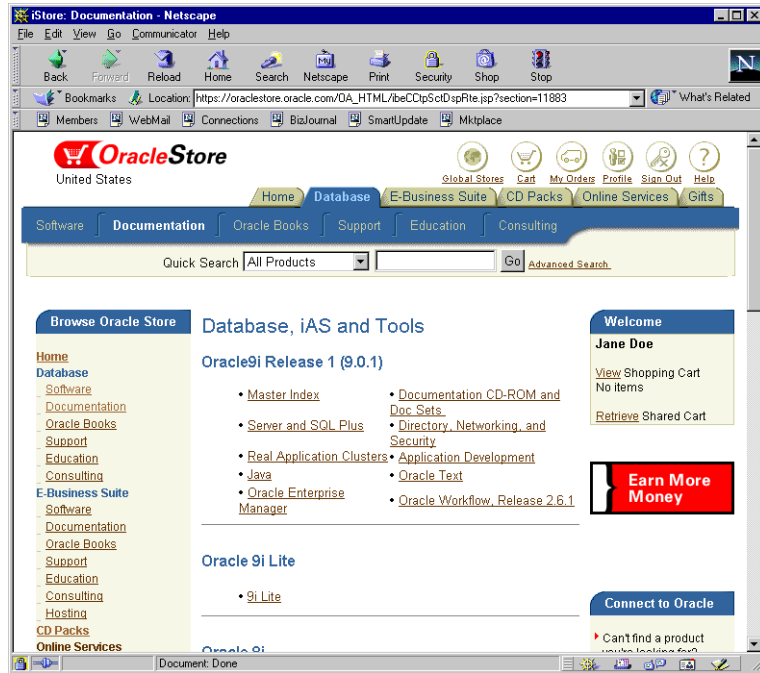 iStore: Documentation - Netscape
File Edit View Go Communicator Help
Back Forward Reload Home Search Netscape Print Security Shop Stop
N
Bookmarks Location: https://oraclestore.oracle.com/OA_HTML/ibeCCtpSctDspRte.jsp?section=11883 What's Related
Members WebMail Connections BizJournal SmartUpdate Mktplace
OracleStore
United States
Global Stores Cart My Orders Profile Sign Out Help
Home Database E-Business Suite CD Packs Online Services Gifts
Software Documentation Oracle Books Support Education Consulting
Quick Search All Products Go Advanced Search
Browse Oracle Store
Home
Database
Software
Documentation
Oracle Books
Support
Education
Consulting
E-Business Suite
Software
Documentation
Oracle Books
Support
Education
Consulting
Hosting
CD Packs
Online Services
Database, iAS and Tools
Oracle9i Release 1 (9.0.1)
• Master Index
• Documentation CD-ROM and
Doc Sets
• Server and SQL Plus
• Directory, Networking, and
Security
• Real Application Clusters
• Application Development
• Java
• Oracle Text
• Oracle Enterprise
Manager
• Oracle Workflow, Release 2.6.1
Oracle 9i Lite
• 9i Lite
Oracle 8i
Welcome
Jane Doe
View Shopping Cart
No items
Retrieve Shared Cart
Earn More
Money
Connect to Oracle
Can't find a product
you're looking for?
Document: Done